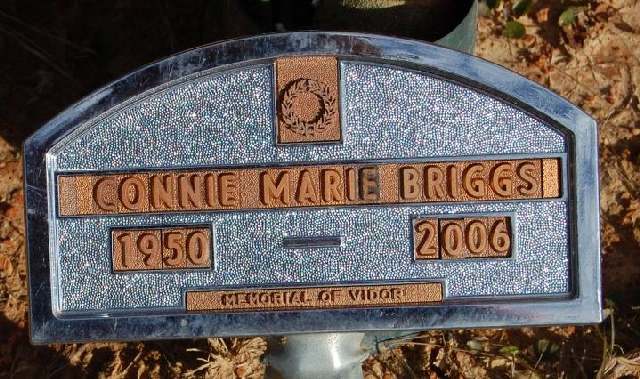 CONNIE MARIE BRIGGS
1950 — 2006
MEMORIAL OF VIDOR